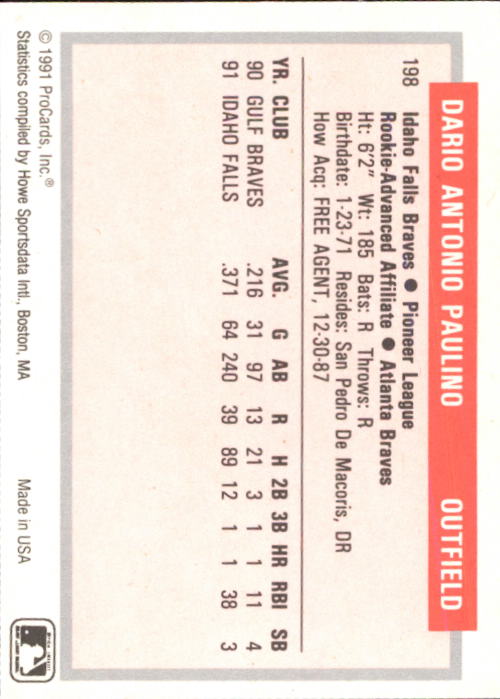 DARIO ANTONIO PAULINO OUTFIELD
198 Idaho Falls Braves ● Pioneer League
Rookie-Advanced Affiliate ● Atlanta Braves
Ht: 6'2" Wt: 185 Bats: R Throws: R
Birthdate: 1-23-71 Resides: San Pedro De Macoris, DR
How Acq: FREE AGENT, 12-30-87
YR. CLUB AVG. G AB R H 2B 3B HR RBI SB
90 GULF BRAVES .216 31 97 13 21 3 1 1 11 4
91 IDAHO FALLS .371 64 240 39 89 12 1 1 38 3
© 1991 ProCards, Inc.®
Statistics compiled by Howe Sportsdata Intl., Boston, MA Made in USA